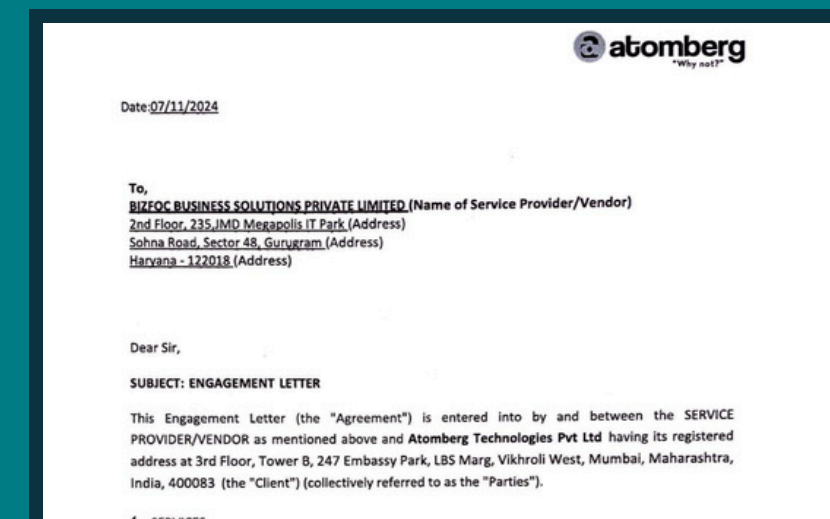 atomberg
"Why not?"
Date:07/11/2024
To,
BIZFOC BUSINESS SOLUTIONS PRIVATE LIMITED (Name of Service Provider/Vendor)
2nd Floor, 235,JMD Megapolis IT Park (Address)
Sohna Road, Sector 48, Gurugram (Address)
Haryana - 122018 (Address)
Dear Sir,
SUBJECT: ENGAGEMENT LETTER
This Engagement Letter (the "Agreement") is entered into by and between the SERVICE
PROVIDER/VENDOR as mentioned above and Atomberg Technologies Pvt Ltd having its registered
address at 3rd Floor, Tower B, 247 Embassy Park, LBS Marg, Vikhroli West, Mumbai, Maharashtra,
India, 400083 (the "Client") (collectively referred to as the "Parties").